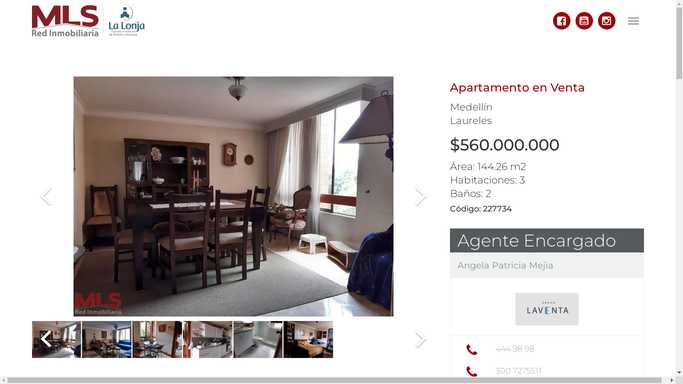 MLS
Red Inmobiliaria
La Lonja
Apartamento en Venta
Medellín
Laureles
$560.000.000
Área: 144.26 m2
Habitaciones: 3
Baños: 2
Código: 227734
Agente Encargado
Angela Patricia Mejia
LAVENTA
444 98 98
300 7275511
MLS
Red Inmobiliaria